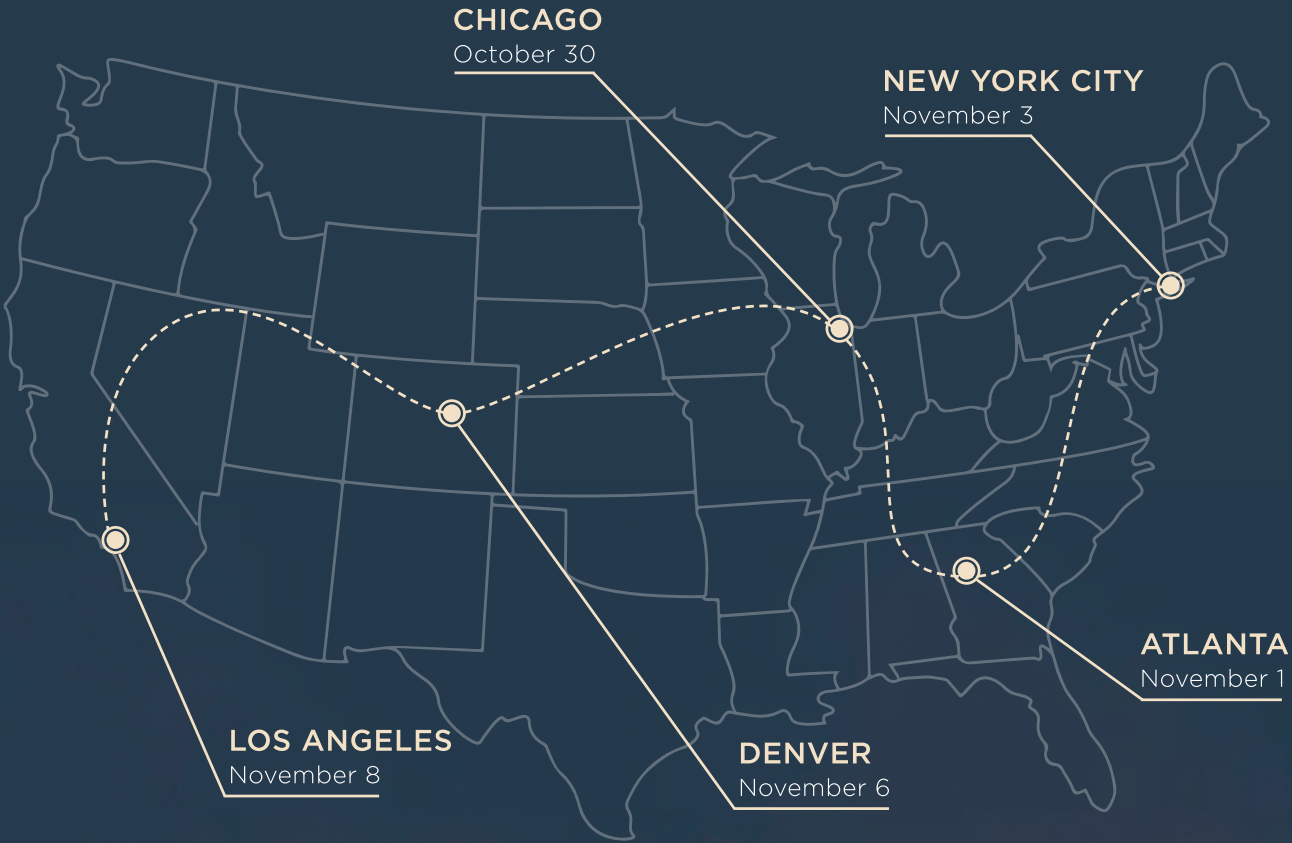 CHICAGO
October 30
NEW YORK CITY
November 3
ATLANTA
November 1
LOS ANGELES
November 8
DENVER
November 6